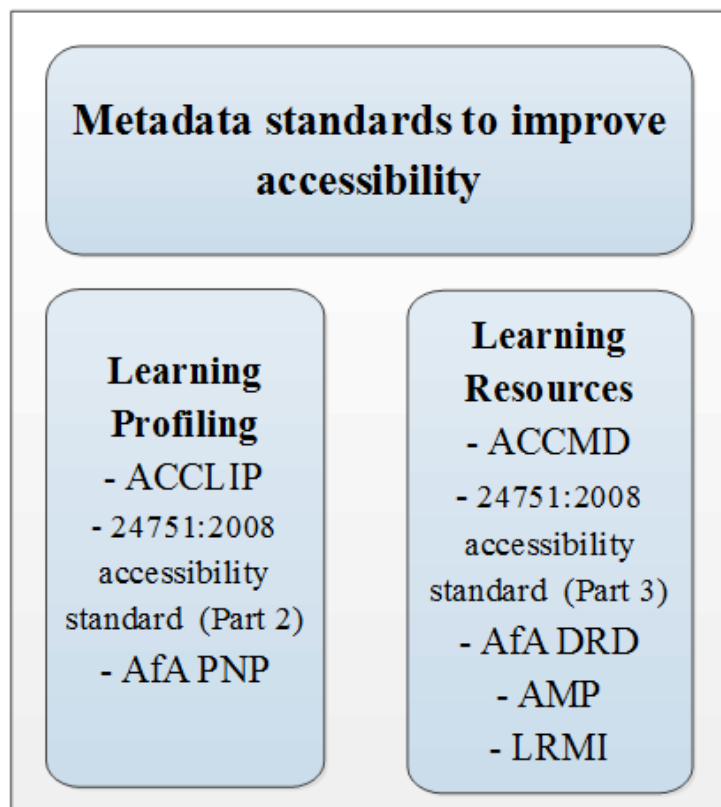 Metadata standards to improve
accessibility
Learning
Profiling
- ACCLIP
- 24751:2008
accessibility
standard (Part 2)
- AfA PNP
Learning
Resources
- ACCMD
- 24751:2008
accessibility
standard (Part 3)
- AfA DRD
- AMP
- LRMI